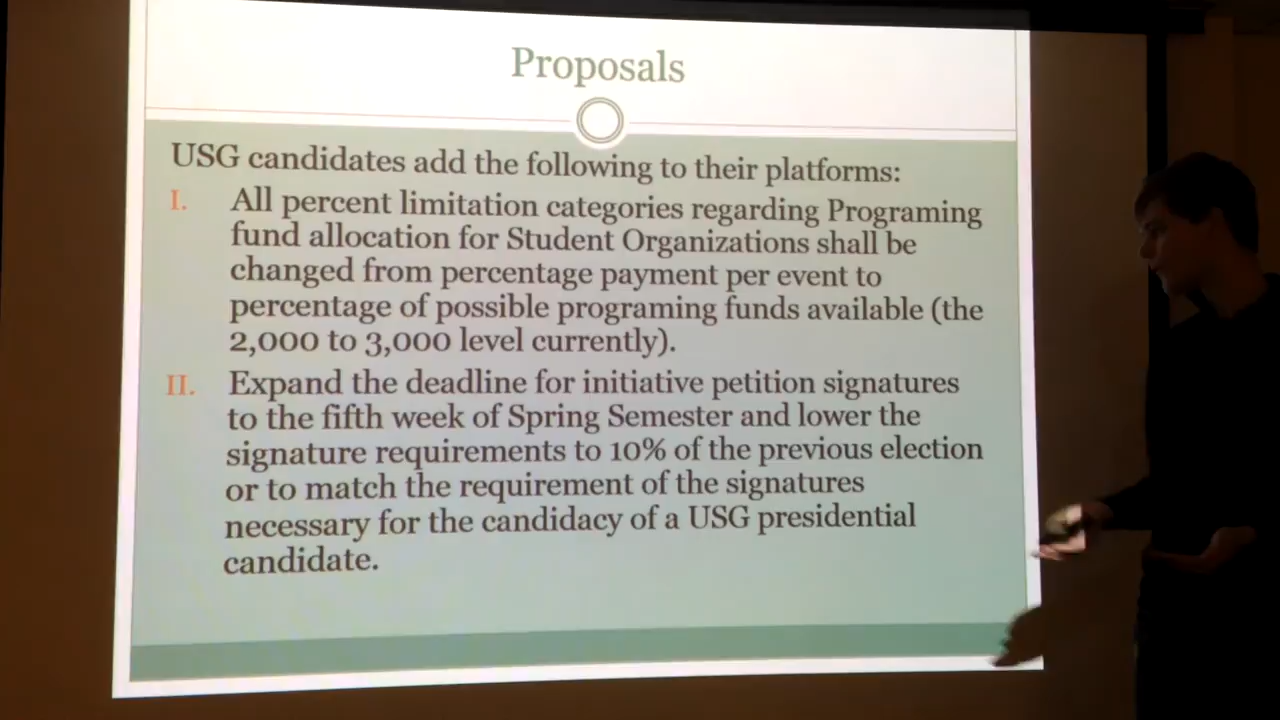 Proposals
USG candidates add the following to their platforms:
I. All percent limitation categories regarding Programing
fund allocation for Student Organizations shall be
changed from percentage payment per event to
percentage of possible programing funds available (the
2,000 to 3,000 level currently).
II. Expand the deadline for initiative petition signatures
to the fifth week of Spring Semester and lower the
signature requirements to 10% of the previous election
or to match the requirement of the signatures
necessary for the candidacy of a USG presidential
candidate.